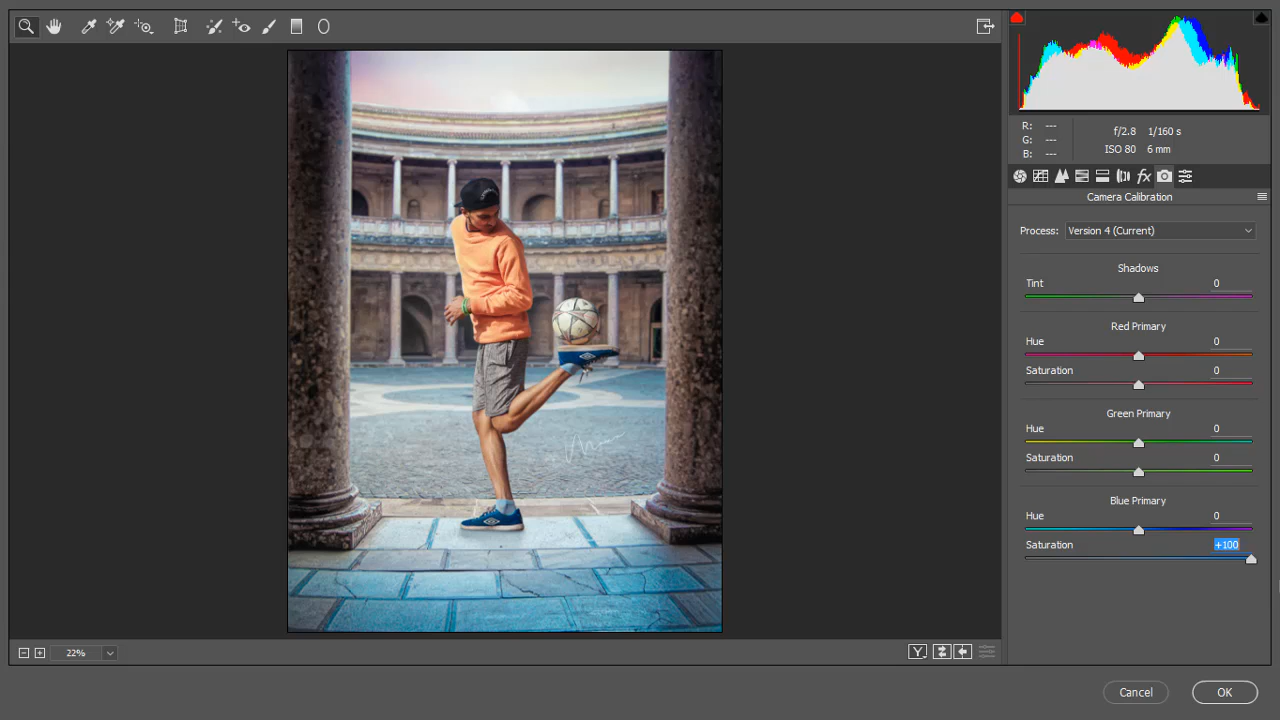 R: ---
G: ---
B: ---
f/2.8 1/160 s
ISO 80 6 mm
fx
Camera Calibration
Process: Version 4 (Current)
Shadows
Tint 0
Red Primary
Hue 0
Saturation 0
Green Primary
Hue 0
Saturation 0
Blue Primary
Hue 0
Saturation +100
22%
Y
Cancel OK